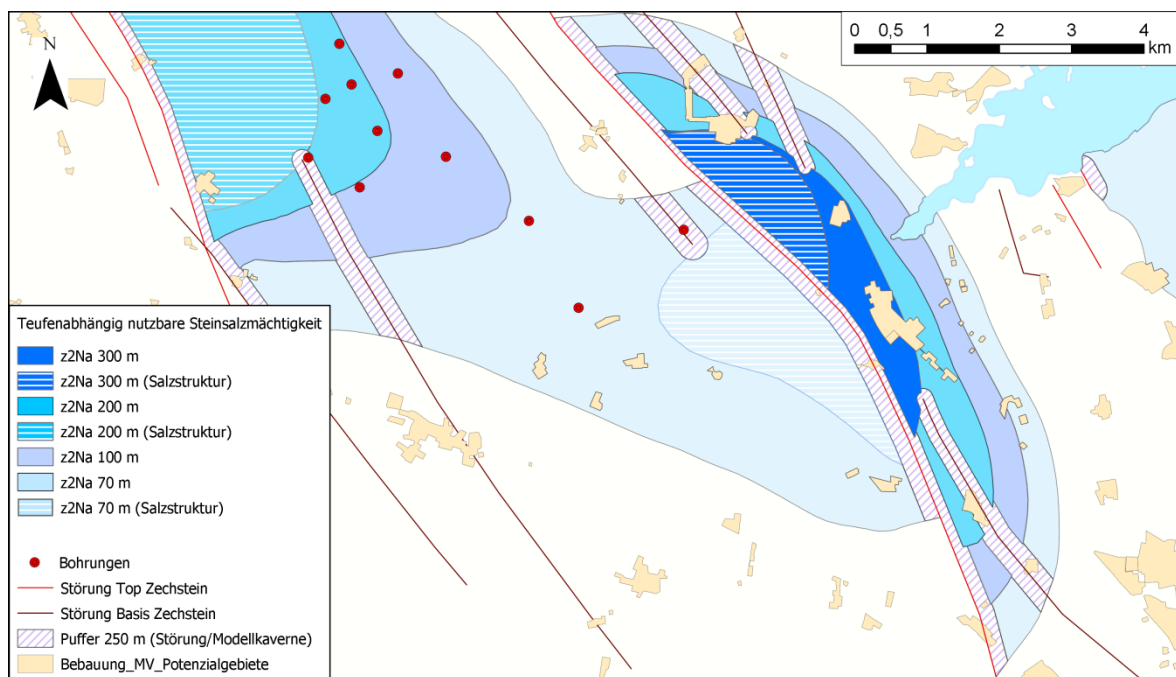 N
0 0,5 1 2 3 4
km
Teufenabhängig nutzbare Steinsalzmächtigkeit
z2Na 300 m
z2Na 300 m (Salzstruktur)
z2Na 200 m
z2Na 200 m (Salzstruktur)
z2Na 100 m
z2Na 70 m
z2Na 70 m (Salzstruktur)
Bohrungen
Störung Top Zechstein
Störung Basis Zechstein
Puffer 250 m (Störung/Modellkaverne)
Bebauung_MV_Potenzialgebiete